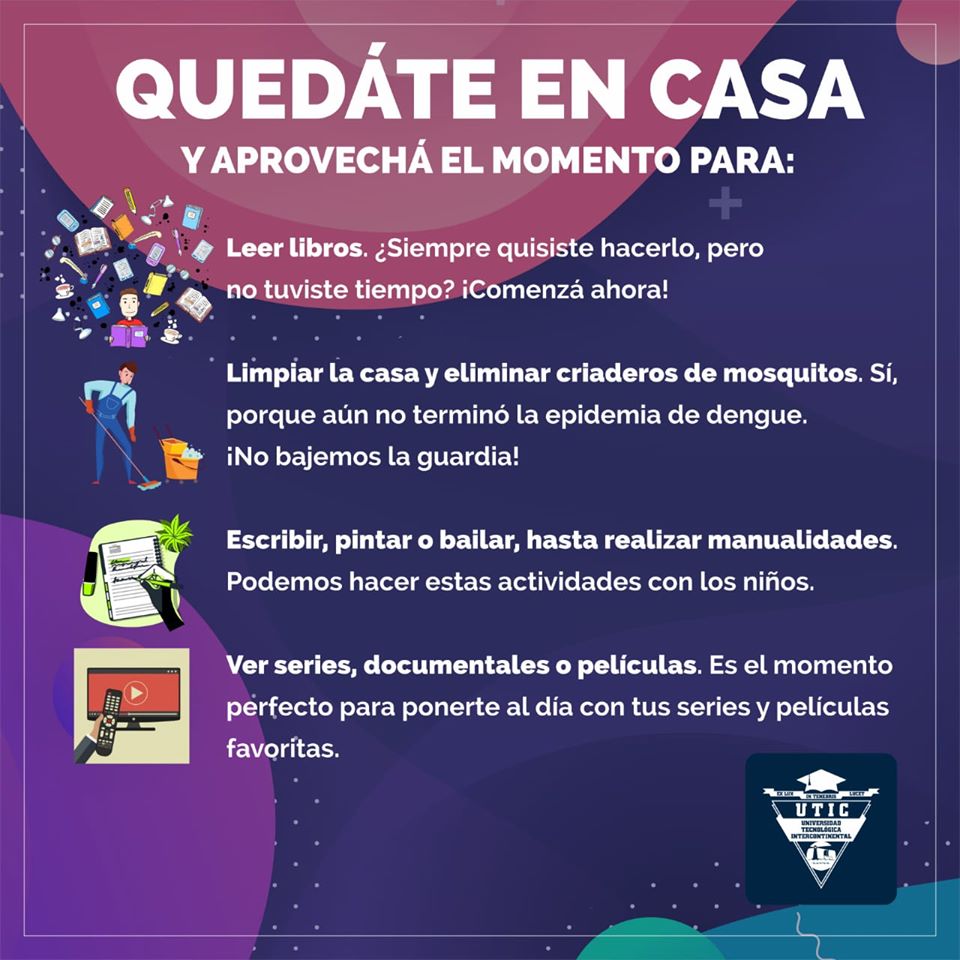 QUEDÁTE EN CASA
Y APROVECHÁ EL MOMENTO PARA:
Leer libros. ¿Siempre quisiste hacerlo, pero
no tuviste tiempo? ¡Comenzá ahora!
Limpiar la casa y eliminar criaderos de mosquitos. Sí,
porque aún no terminó la epidemia de dengue.
¡No bajemos la guardia!
Escribir, pintar o bailar, hasta realizar manualidades.
Podemos hacer estas actividades con los niños.
Ver series, documentales o películas. Es el momento
perfecto para ponerte al día con tus series y películas
favoritas.
EX LUX IN TENEBRIS LUCET
UTIC
UNIVERSIDAD
TECNOLÓGICA
INTERCONTINENTAL